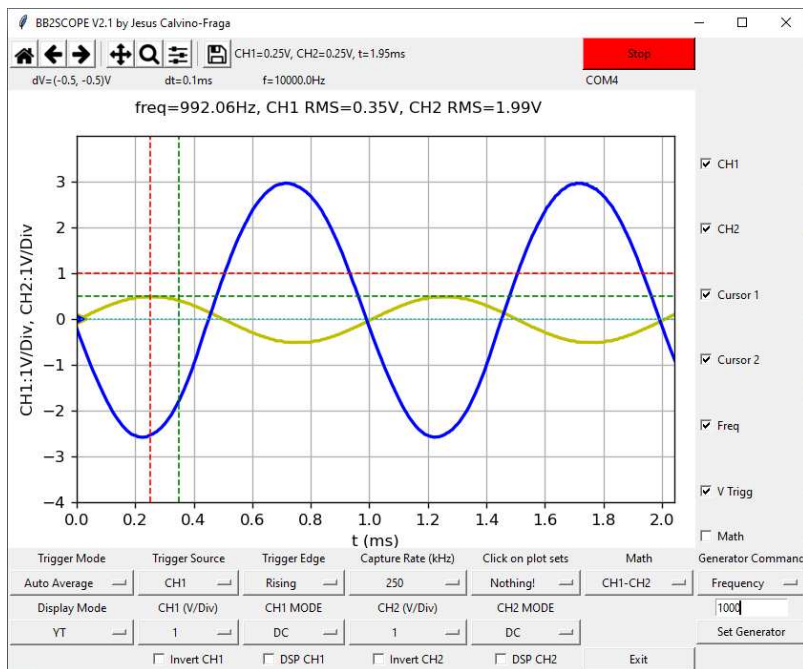 BB2SCOPE V2.1 by Jesus Calvino-Fraga
CH1=0.25V, CH2=0.25V, t=1.95ms
Stop
dV=(-0.5, -0.5)V dt=0.1ms f=10000.0Hz COM4
freq=992.06Hz, CH1 RMS=0.35V, CH2 RMS=1.99V
CH1:1V/Div, CH2:1V/Div
3
2
1
0
−1
−2
−3
−4
0.0 0.2 0.4 0.6 0.8 1.0 1.2 1.4 1.6 1.8 2.0
t (ms)
CH1
CH2
Cursor 1
Cursor 2
Freq
V Trigg
Math
Trigger Mode Trigger Source Trigger Edge Capture Rate (kHz) Click on plot sets Math Generator Command
Auto Average CH1 Rising 250 Nothing! CH1-CH2 Frequency
Display Mode CH1 (V/Div) CH1 MODE CH2 (V/Div) CH2 MODE 1000
YT 1 DC 1 DC Set Generator
Invert CH1 DSP CH1 Invert CH2 DSP CH2 Exit